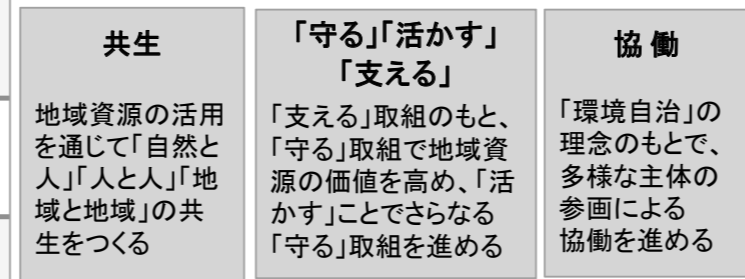 共生
地域資源の活用
を通じて「自然と
人」「人と人」「地
域と地域」の共
生をつくる
「守る」「活かす」
「支える」
「支える」取組のもと、
「守る」取組で地域資
源の価値を高め、「活
かす」ことでさらなる
「守る」取組を進める
協 働
「環境自治」の
理念のもとで、
多様な主体の
参画による
協働を進める